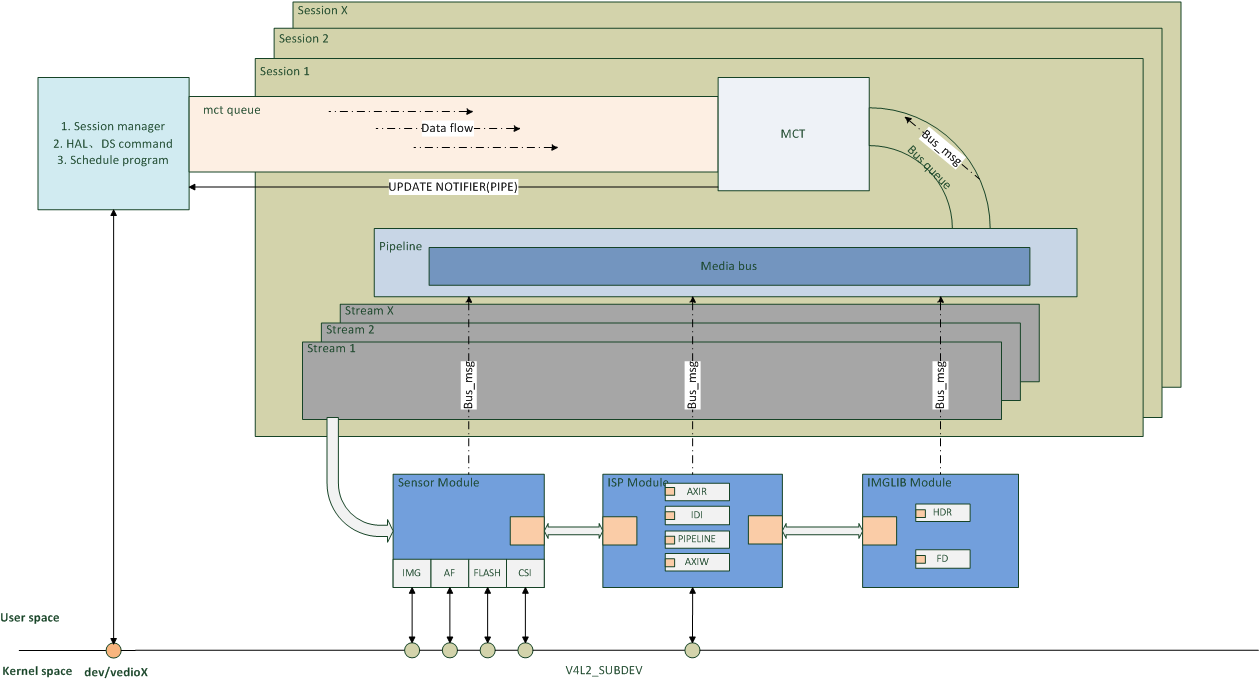 Session X
Session 2
Session 1
mct queue
1. Session manager
2. HAL、DS command
3. Schedule program
Data flow
MCT
Bus_msg
Bus queue
UPDATE NOTIFIER(PIPE)
Pipeline
Media bus
Stream X
Stream 2
Stream 1
Bus_msg
Bus_msg
Bus_msg
Sensor Module
ISP Module
IMGLIB Module
AXIR
IDI
PIPELINE
AXIW
HDR
FD
IMG
AF
FLASH
CSI
User space
Kernel space
dev/vedioX
V4L2_SUBDEV